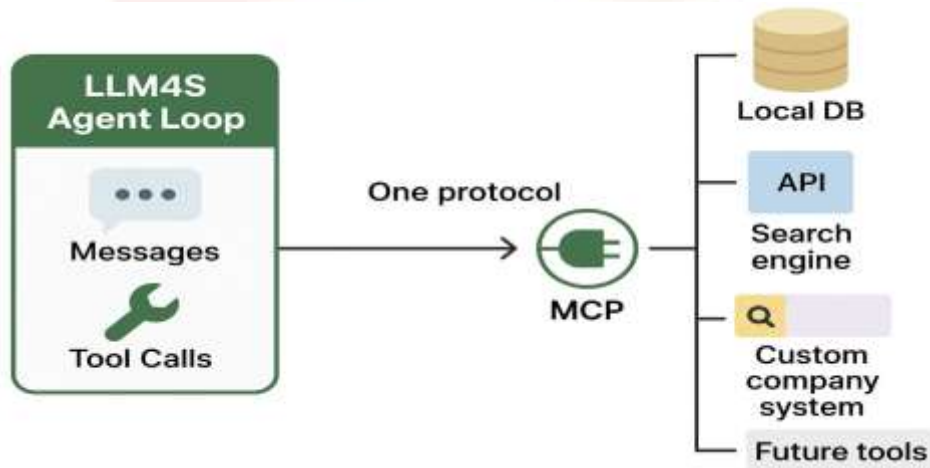 LLM4S
Agent Loop
Messages
Tool Calls
One protocol
MCP
Local DB
API
Search
engine
Custom
company
system
Future tools